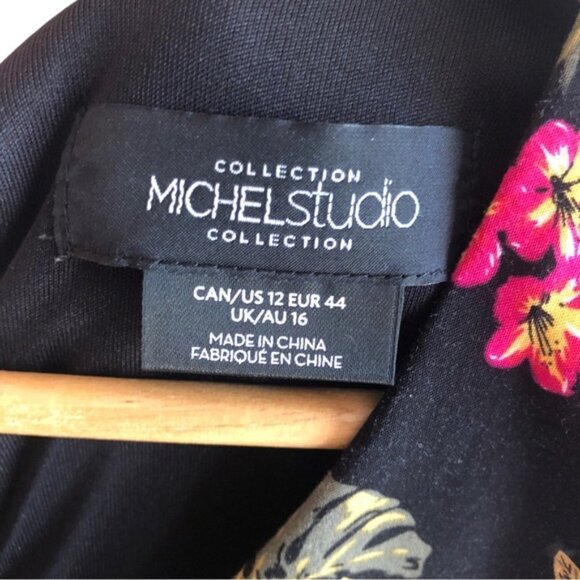 COLLECTION
MICHELstudio
COLLECTION
CAN/US 12 EUR 44
UK/AU 16
MADE IN CHINA
FABRIQUÉ EN CHINE